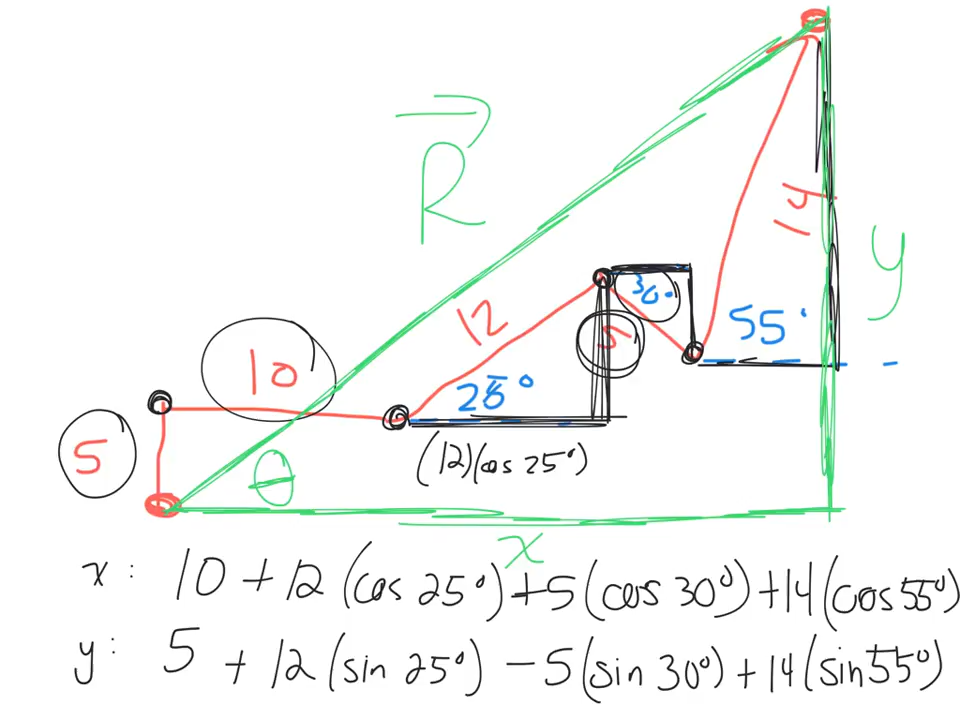 R
14
y
30°
55°
12
5
10
25°
5
θ
(12)(cos 25°)
x
x: 10 + 12 (cos 25°) + 5 (cos 30°) + 14 (cos 55°)
y: 5 + 12 (sin 25°) - 5 (sin 30°) + 14 (sin 55°)